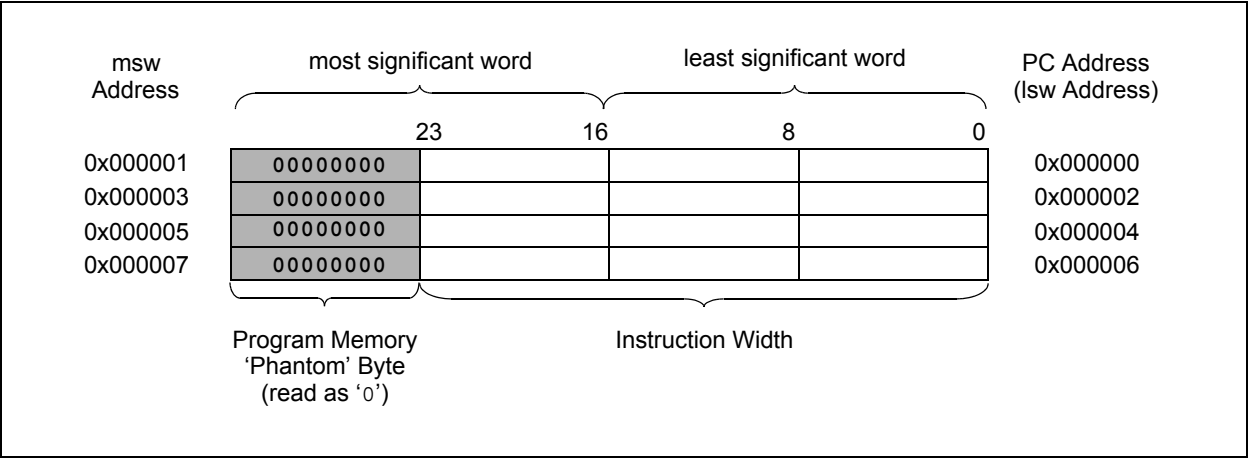 msw
Address
most significant word
least significant word
PC Address
(lsw Address)
23
16
8
0
0x000001
00000000
0x000000
0x000003
00000000
0x000002
0x000005
00000000
0x000004
0x000007
00000000
0x000006
Program Memory
‘Phantom’ Byte
(read as ‘0’)
Instruction Width